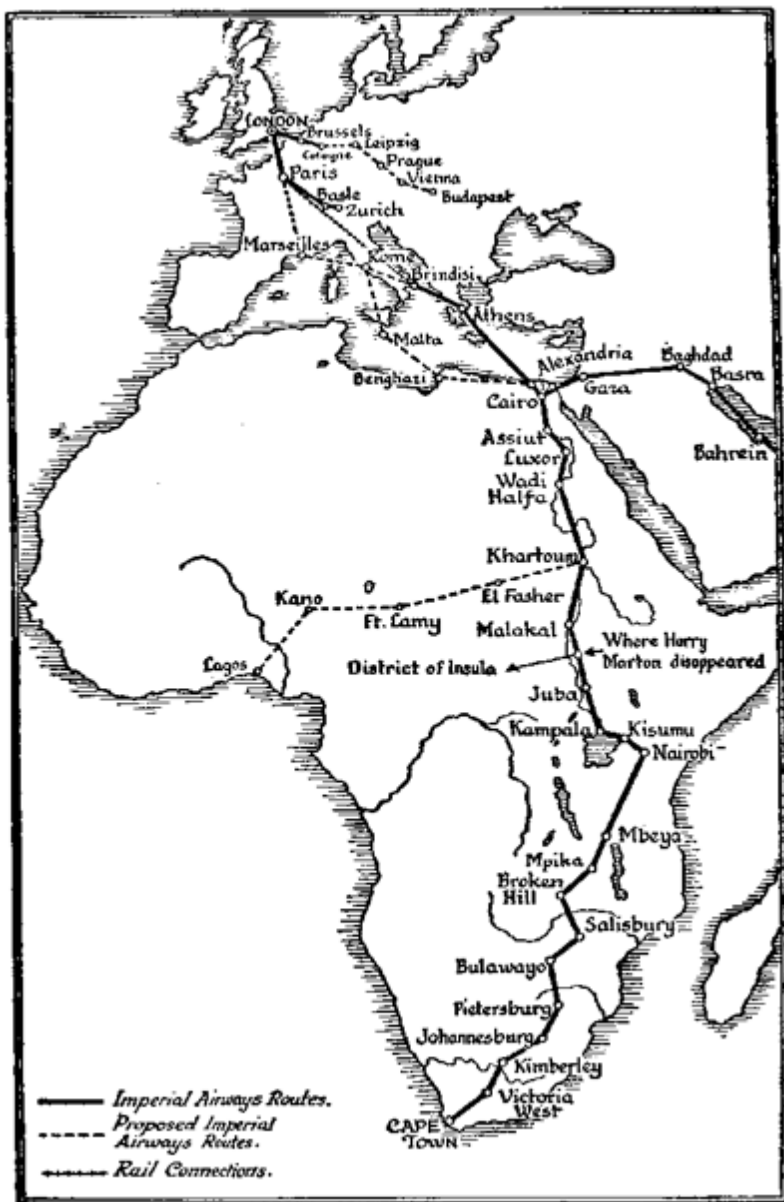 LONDON
Brussels
Cologne
Leipzig
Prague
Vienna
Budapest
Paris
Basle
Zurich
Marseilles
Rome
Brindisi
Athens
Malta
Benghazi
Alexandria
Cairo
Gaza
Baghdad
Basra
Bahrein
Assiut
Luxor
Wadi
Halfa
Khartoum
El Fasher
Ft. Lamy
Kano
Lagos
Malakal
Where Harry
Morton disappeared
District of Insula
Juba
Kampala
Kisumu
Nairobi
Mbeya
Mpika
Broken
Hill
Salisbury
Bulawayo
Pietersburg
Johannesburg
Kimberley
Victoria
West
CAPE
TOWN
Imperial Airways Routes.
Proposed Imperial
Airways Routes.
Rail Connections.